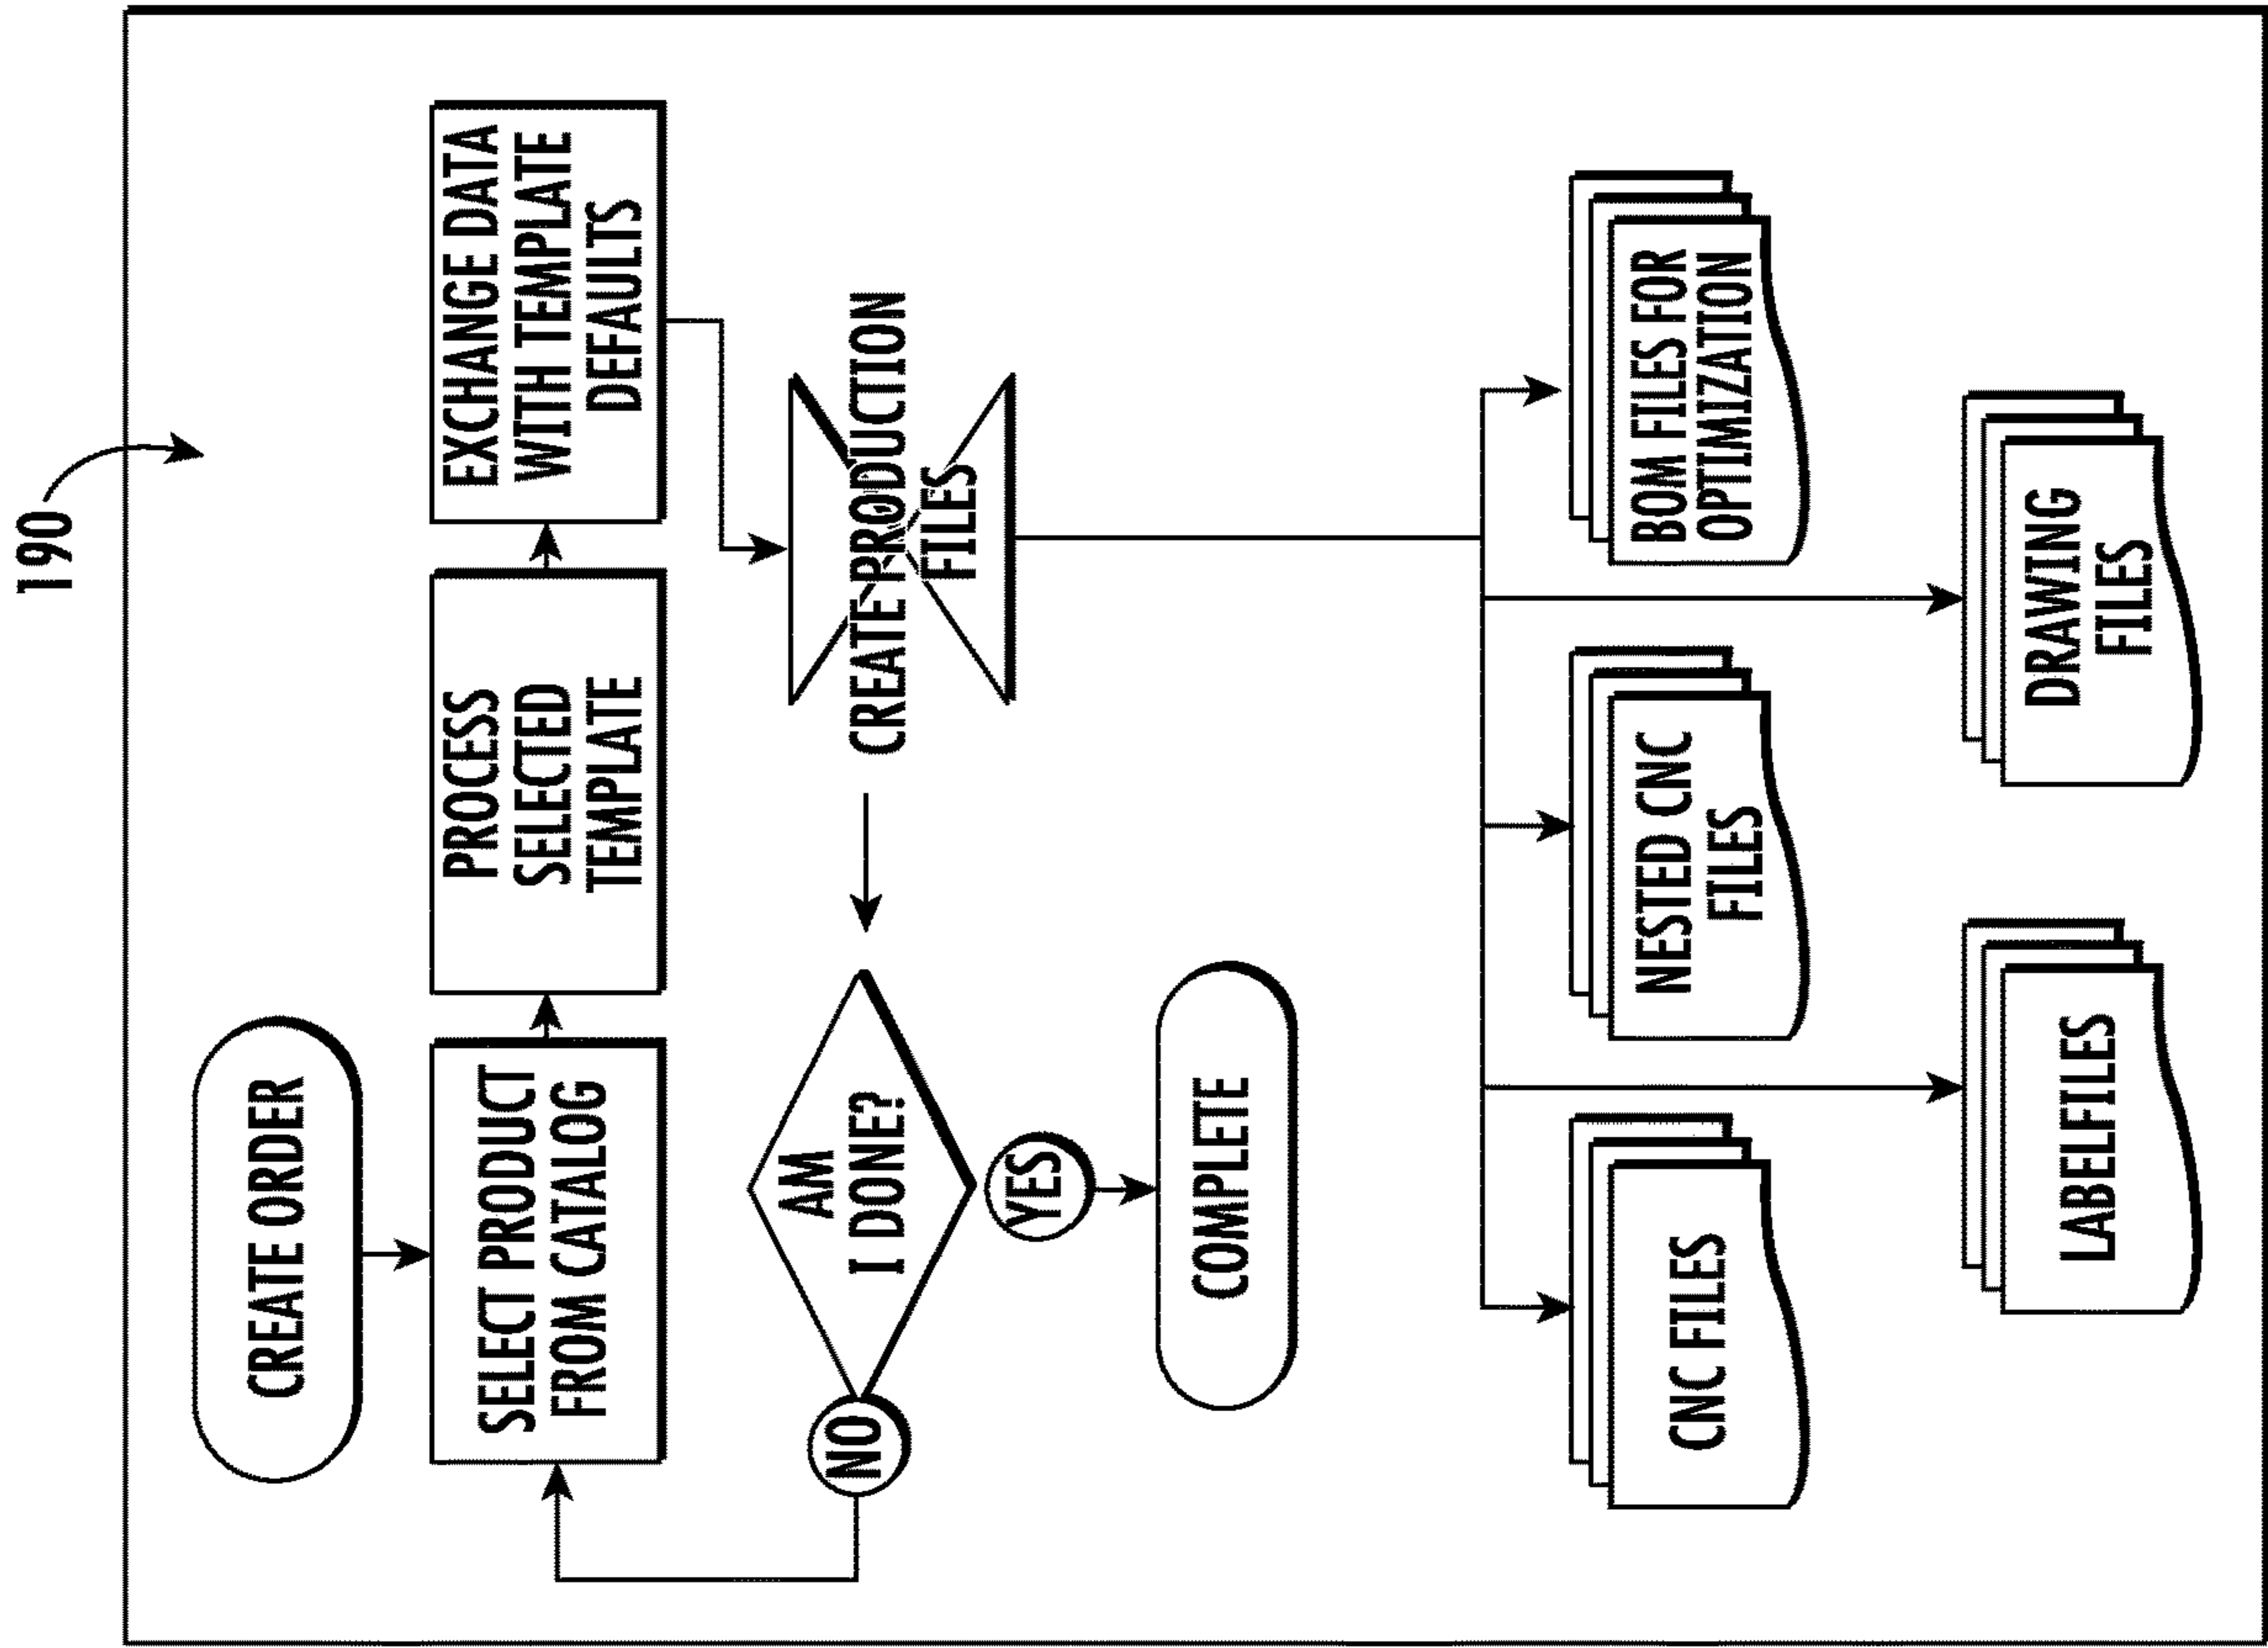 190
CREATE ORDER
SELECT PRODUCT
FROM CATALOG
PROCESS
SELECTED
TEMPLATE
EXCHANGE DATA
WITH TEMPLATE
DEFAULTS
CREATE PRODUCTION
FILES
AM
I DONE?
NO
YES
COMPLETE
CNC FILES
NESTED CNC
FILES
BOM FILES FOR
OPTIMIZATION
LABELFILES
DRAWING
FILES